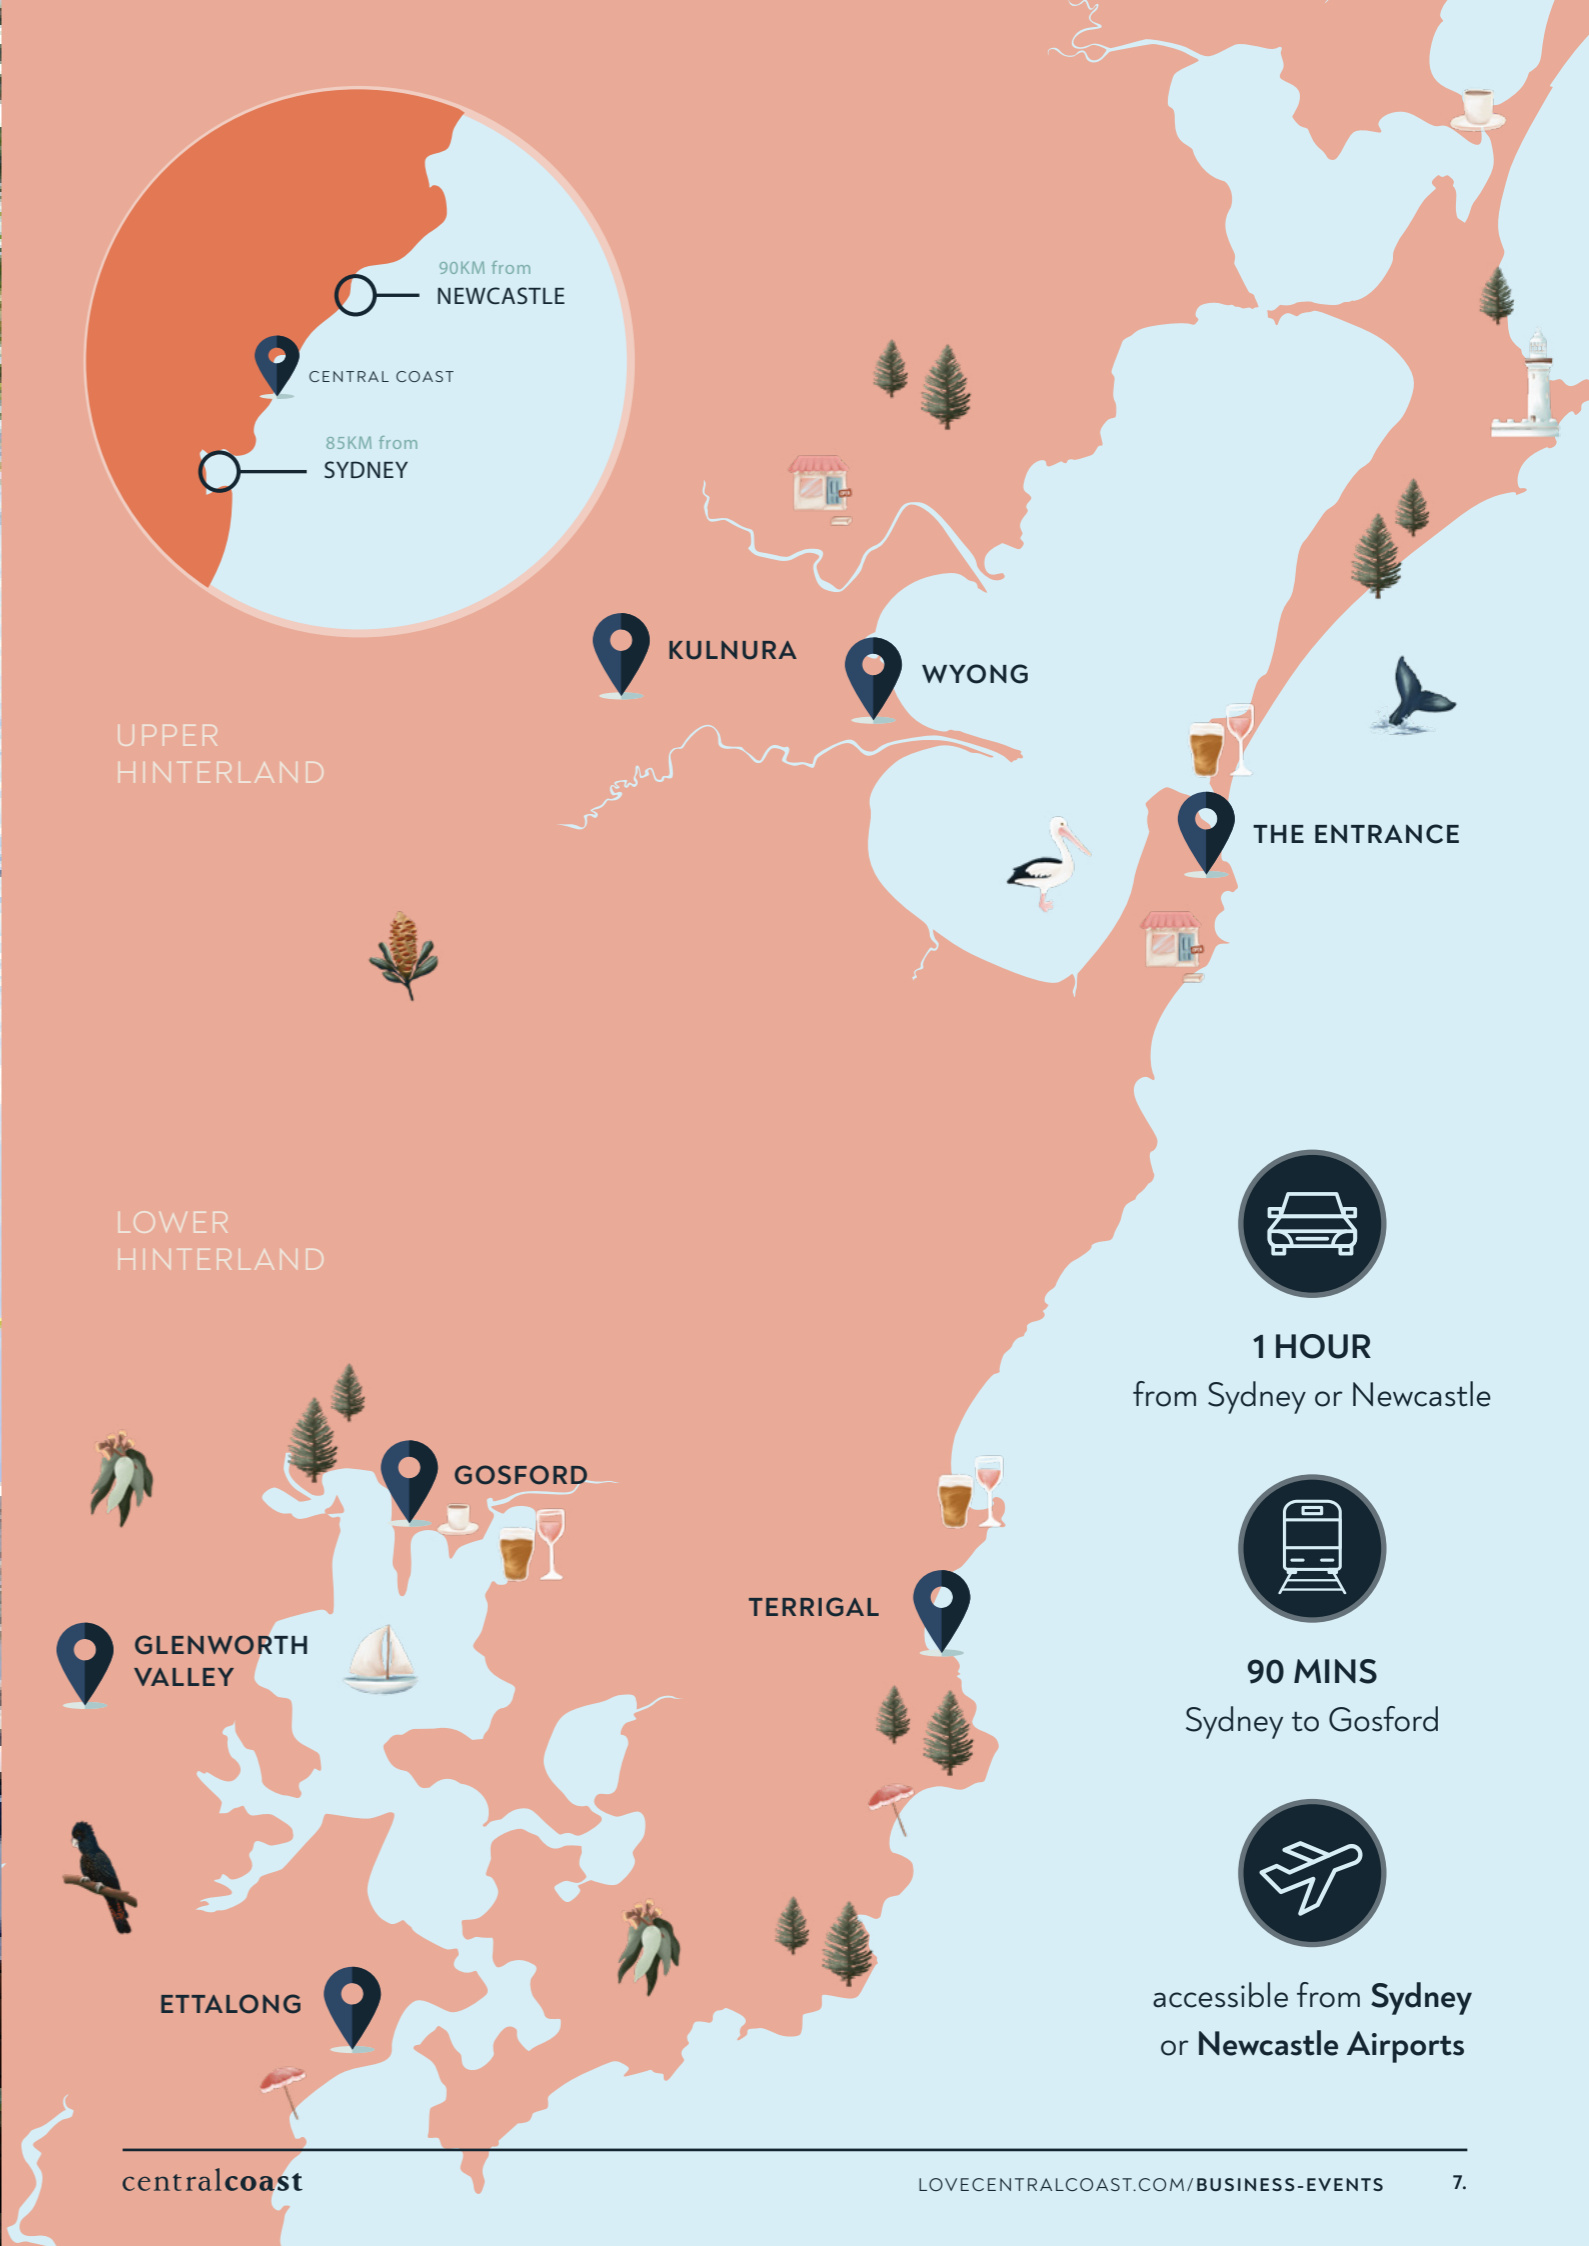 90KM from
NEWCASTLE
CENTRAL COAST
85KM from
SYDNEY
KULNURA
WYONG
UPPER
HINTERLAND
THE ENTRANCE
LOWER
HINTERLAND
1 HOUR
from Sydney or Newcastle
GOSFORD
TERRIGAL
GLENWORTH
VALLEY
90 MINS
Sydney to Gosford
accessible from Sydney
or Newcastle Airports
ETTALONG
centralcoast
LOVECENTRALCOAST.COM/BUSINESS-EVENTS
7.